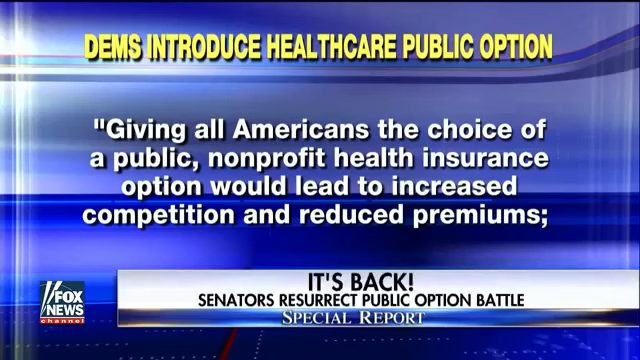 DEMS INTRODUCE HEALTHCARE PUBLIC OPTION
"Giving all Americans the choice of
a public, nonprofit health insurance
option would lead to increased
competition and reduced premiums;
IT'S BACK!
SENATORS RESURRECT PUBLIC OPTION BATTLE
SPECIAL REPORT
FOX
NEWS
channel